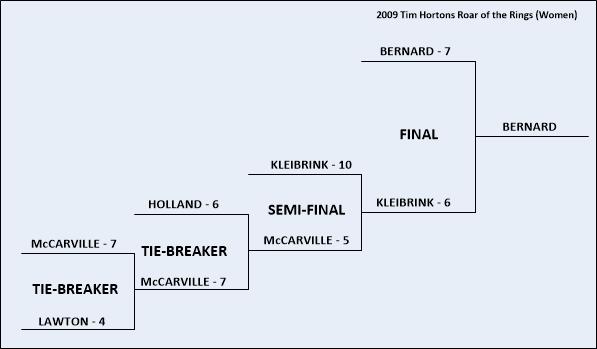 2009 Tim Hortons Roar of the Rings (Women)
BERNARD - 7
FINAL
BERNARD
KLEIBRINK - 10
HOLLAND - 6
SEMI-FINAL
KLEIBRINK - 6
McCARVILLE - 7
TIE-BREAKER
McCARVILLE - 5
TIE-BREAKER
McCARVILLE - 7
LAWTON - 4